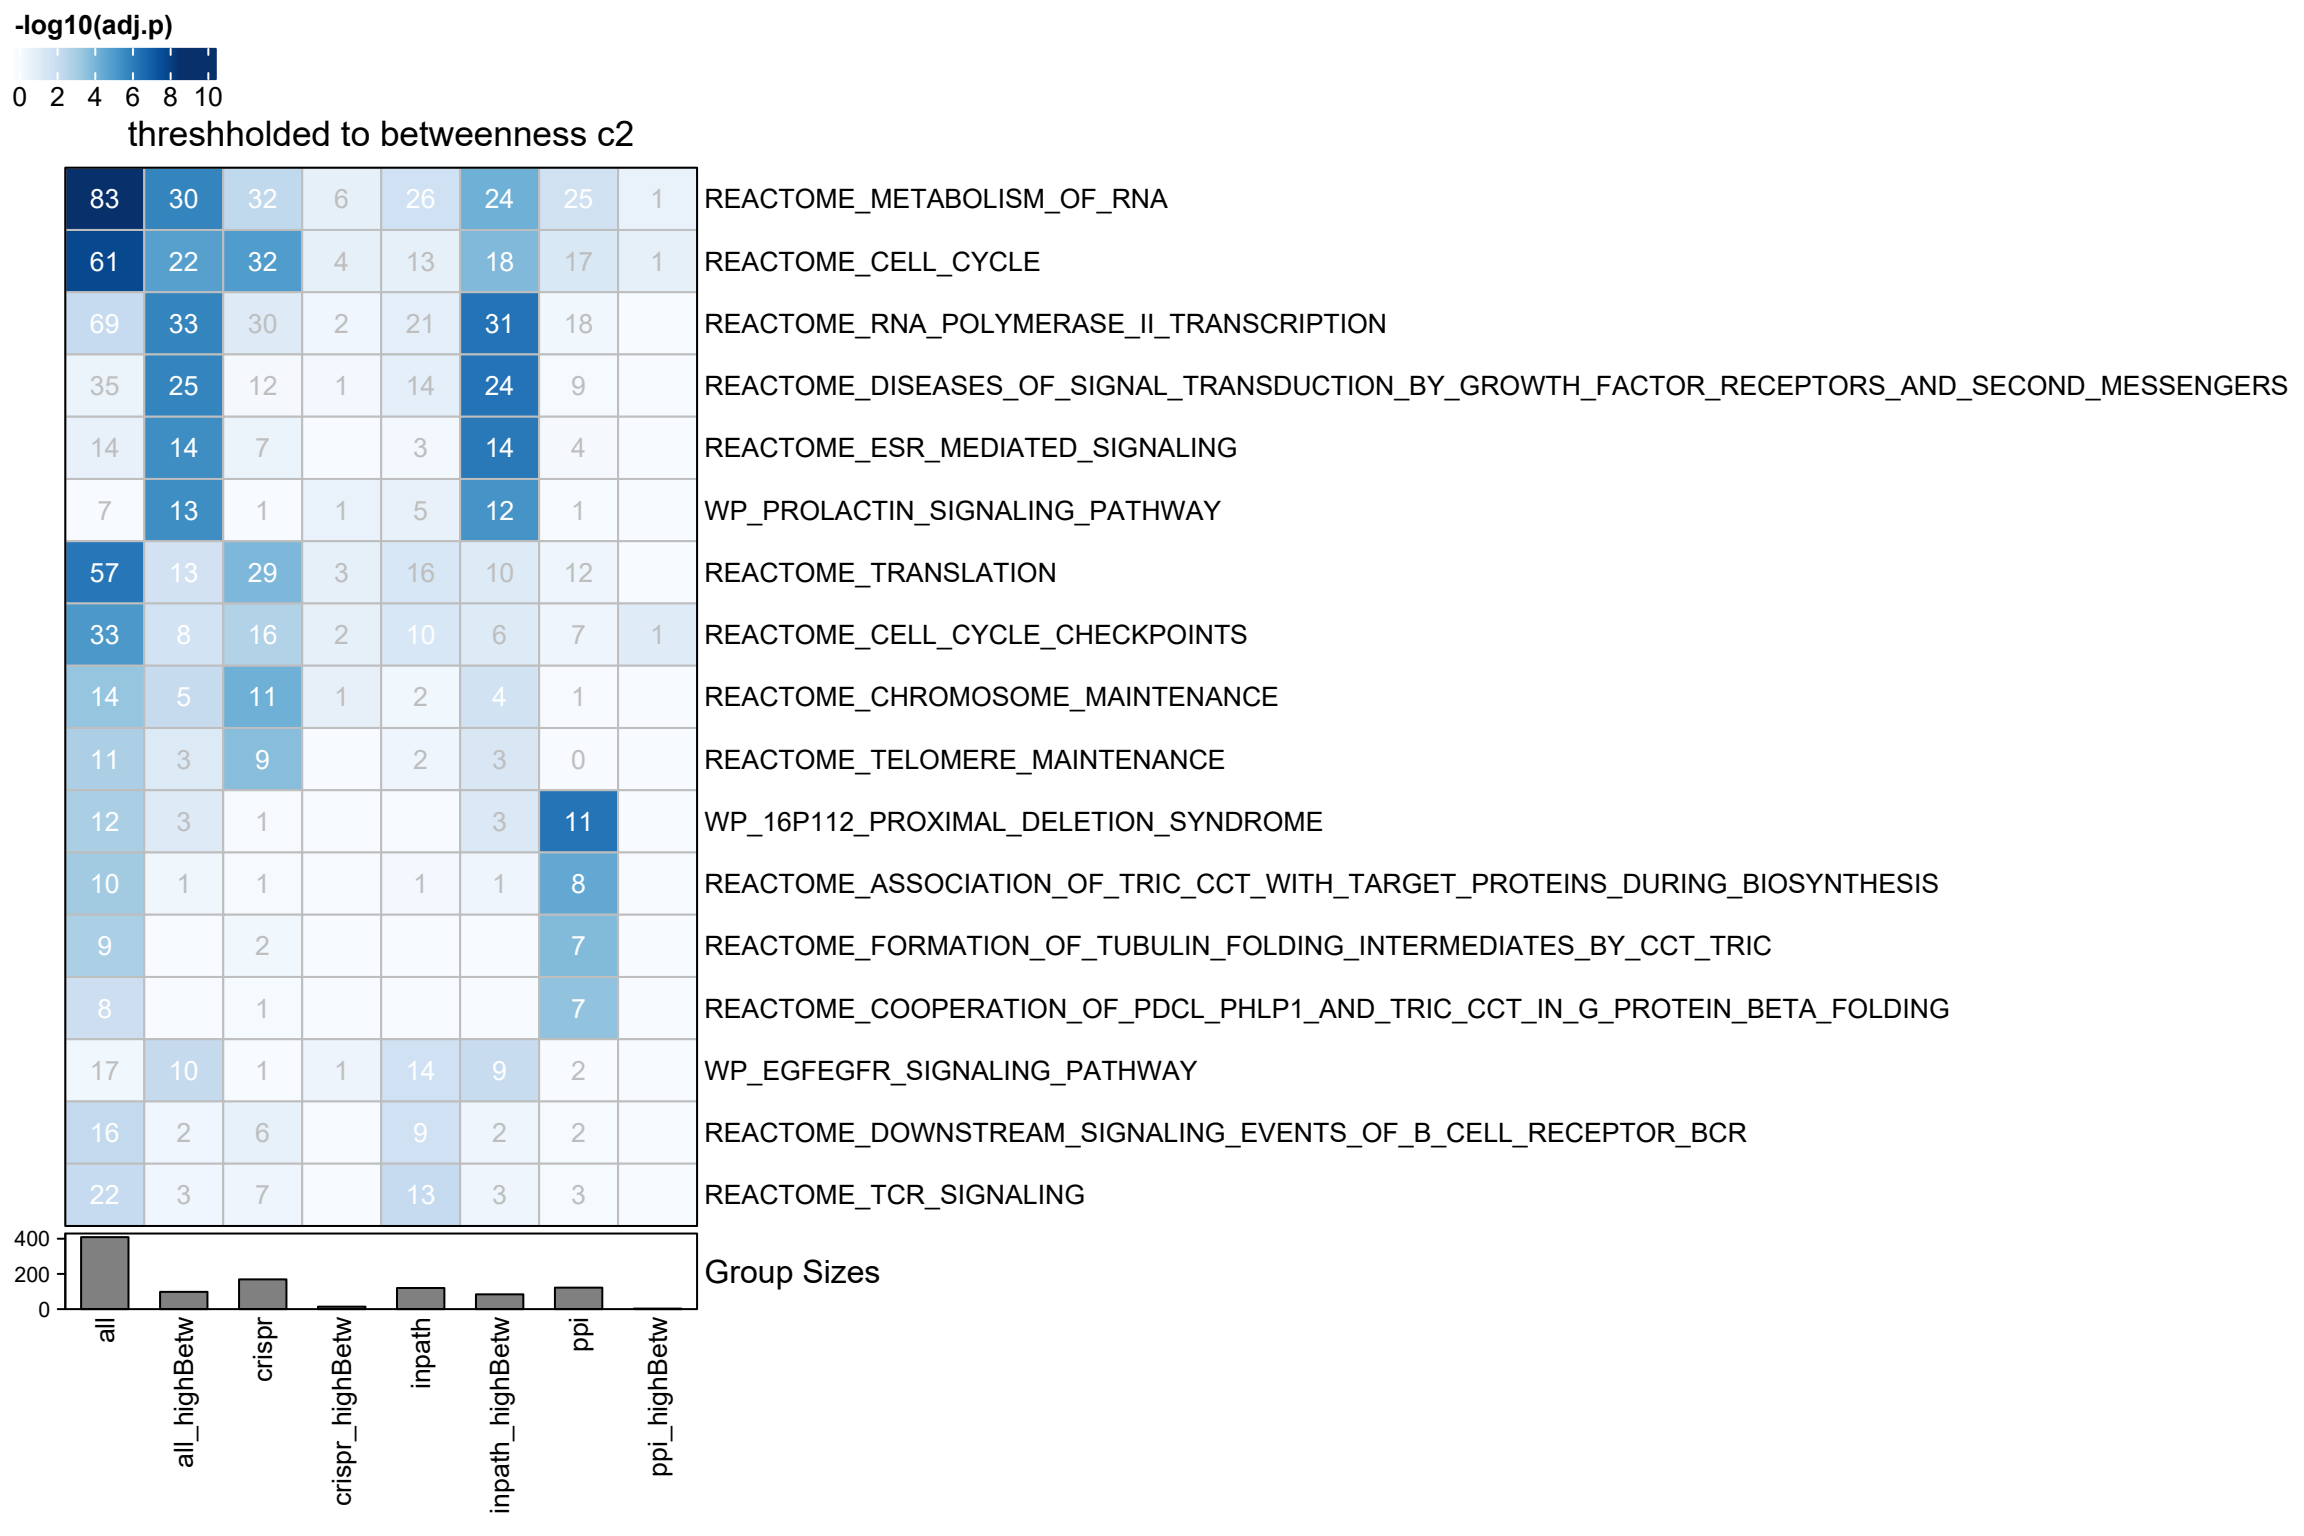 -log10(adj.p)
0 2 4 6 8 10
threshholded to betweenness c2
83 30 32 6 26 24 25 1 REACTOME_METABOLISM_OF_RNA
61 22 32 4 13 18 17 1 REACTOME_CELL_CYCLE
69 33 30 2 21 31 18 REACTOME_RNA_POLYMERASE_II_TRANSCRIPTION
35 25 12 1 14 24 9 REACTOME_DISEASES_OF_SIGNAL_TRANSDUCTION_BY_GROWTH_FACTOR_RECEPTORS_AND_SECOND_MESSENGERS
14 14 7 3 14 4 REACTOME_ESR_MEDIATED_SIGNALING
7 13 1 1 5 12 1 WP_PROLACTIN_SIGNALING_PATHWAY
57 13 29 3 16 10 12 REACTOME_TRANSLATION
33 8 16 2 10 6 7 1 REACTOME_CELL_CYCLE_CHECKPOINTS
14 5 11 1 2 4 1 REACTOME_CHROMOSOME_MAINTENANCE
11 3 9 2 3 0 REACTOME_TELOMERE_MAINTENANCE
12 3 1 3 11 WP_16P112_PROXIMAL_DELETION_SYNDROME
10 1 1 1 1 8 REACTOME_ASSOCIATION_OF_TRIC_CCT_WITH_TARGET_PROTEINS_DURING_BIOSYNTHESIS
9 2 7 REACTOME_FORMATION_OF_TUBULIN_FOLDING_INTERMEDIATES_BY_CCT_TRIC
8 1 7 REACTOME_COOPERATION_OF_PDCL_PHLP1_AND_TRIC_CCT_IN_G_PROTEIN_BETA_FOLDING
17 10 1 1 14 9 2 WP_EGFEGFR_SIGNALING_PATHWAY
16 2 6 9 2 2 REACTOME_DOWNSTREAM_SIGNALING_EVENTS_OF_B_CELL_RECEPTOR_BCR
22 3 7 13 3 3 REACTOME_TCR_SIGNALING
400
200
0
Group Sizes
all
all_highBetw
crispr
crispr_highBetw
inpath
inpath_highBetw
ppi
ppi_highBetw